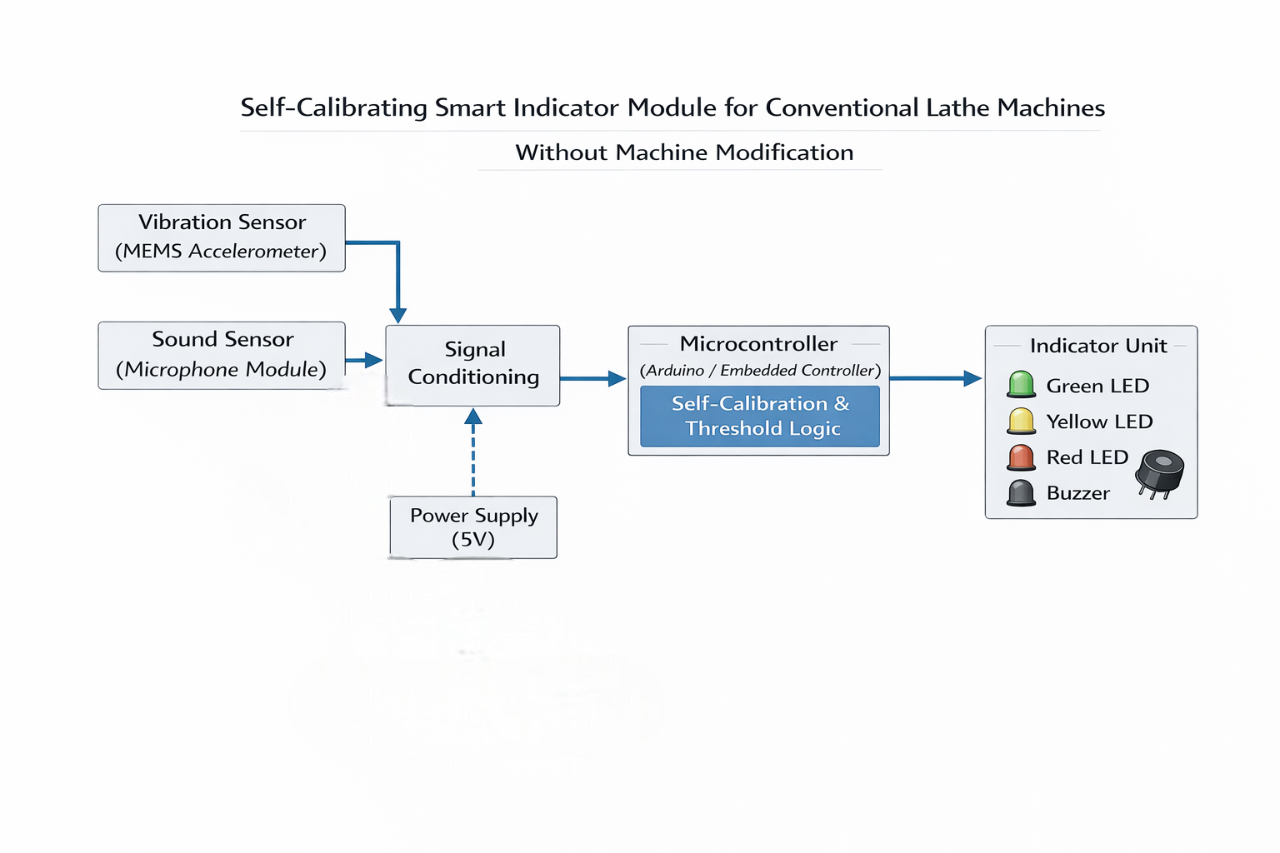 Self-Calibrating Smart Indicator Module for Conventional Lathe Machines
Without Machine Modification
Vibration Sensor
(MEMS Accelerometer)
Sound Sensor
(Microphone Module)
Signal
Conditioning
Power Supply
(5V)
Microcontroller
(Arduino / Embedded Controller)
Self-Calibration &
Threshold Logic
Indicator Unit
Green LED
Yellow LED
Red LED
Buzzer